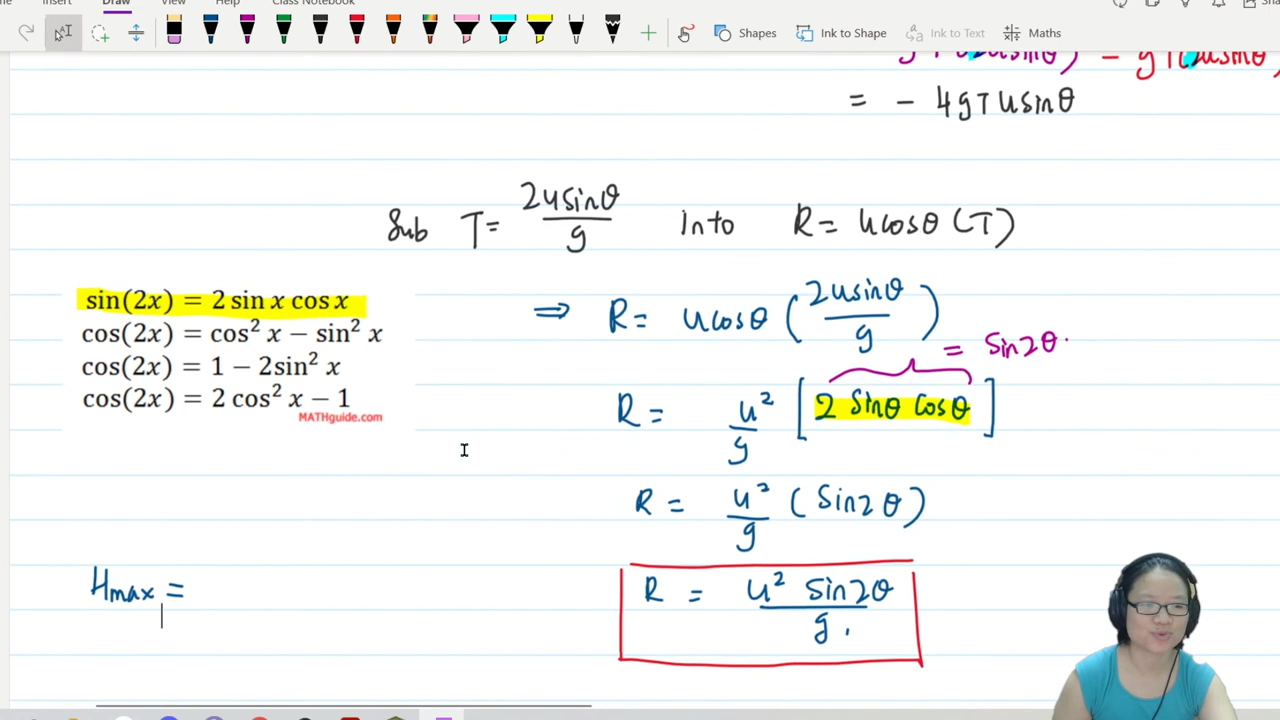 Insert Draw View Class Notebook
Shapes Ink to Shape Ink to Text Maths
= - 4gTusinθ
Sub T= 2usinθ/g into R= ucosθ (T)
sin(2x) = 2 sin x cos x
cos(2x) = cos² x − sin² x
cos(2x) = 1 − 2sin² x
cos(2x) = 2 cos² x − 1
MATHguide.com
⇒ R= ucosθ (2usinθ/g)
= sin2θ.
R= u²/g [2 sinθ cosθ]
R= u²/g (sin2θ)
Hmax =
R = u² sin2θ/g.